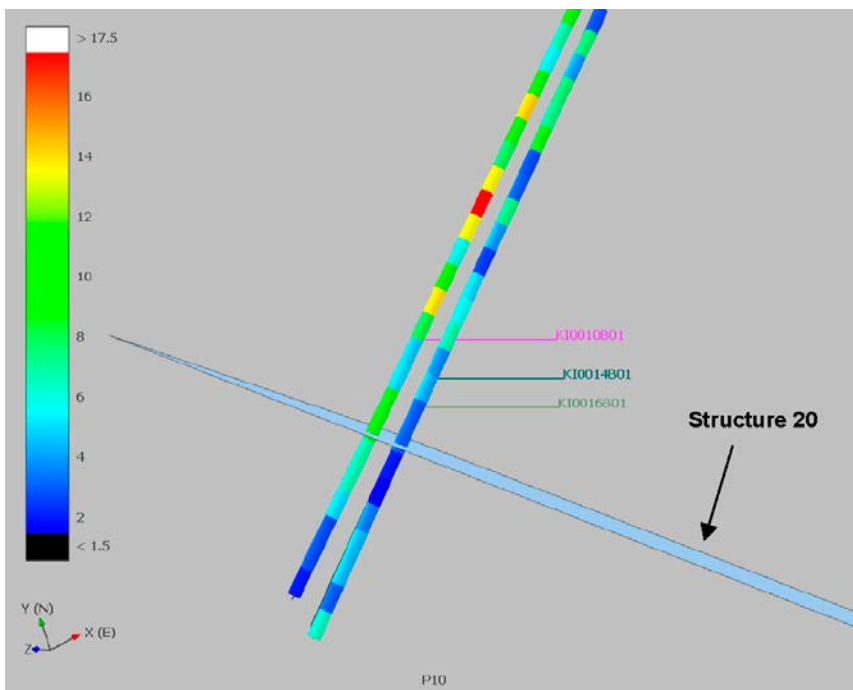 > 17.5
16
14
12
10
8
6
4
2
< 1.5
KI0010B01
KI0014B01
KI0016B01
Structure 20
Y (N)
X (E)
Z
P10